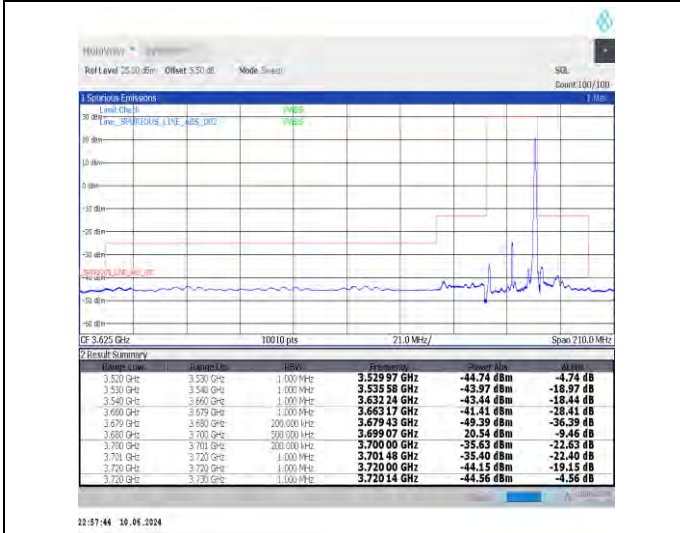 MultiView
Ref Level 25.00 dBm Offset 5.50 dB Mode Sweep SGL
Count 100/100
1 Spurious Emissions
Limit Check PASS
Line _SPURIOUS_LINE_ABS_002 PASS
30 dBm
20 dBm
10 dBm
0 dBm
-10 dBm
-20 dBm
-30 dBm
-50 dBm
-60 dBm
CF 3.625 GHz 10010 pts 21.0 MHz/ Span 210.0 MHz
2 Result Summary
Range Low Range Up RBW Frequency Power Abs ΔLimit
3.520 GHz 3.530 GHz 1.000 MHz 3.529 97 GHz -44.74 dBm -4.74 dB
3.530 GHz 3.540 GHz 1.000 MHz 3.535 58 GHz -43.97 dBm -18.97 dB
3.540 GHz 3.660 GHz 1.000 MHz 3.632 24 GHz -43.44 dBm -18.44 dB
3.660 GHz 3.679 GHz 1.000 MHz 3.663 17 GHz -41.41 dBm -28.41 dB
3.679 GHz 3.680 GHz 200.000 kHz 3.679 43 GHz -49.39 dBm -36.39 dB
3.680 GHz 3.700 GHz 500.000 kHz 3.699 07 GHz 20.54 dBm -9.46 dB
3.700 GHz 3.701 GHz 200.000 kHz 3.700 00 GHz -35.63 dBm -22.63 dB
3.701 GHz 3.720 GHz 1.000 MHz 3.701 48 GHz -35.40 dBm -22.40 dB
3.720 GHz 3.720 GHz 1.000 MHz 3.720 00 GHz -44.15 dBm -19.15 dB
3.720 GHz 3.730 GHz 1.000 MHz 3.720 14 GHz -44.56 dBm -4.56 dB
22:57:44 10.06.2024